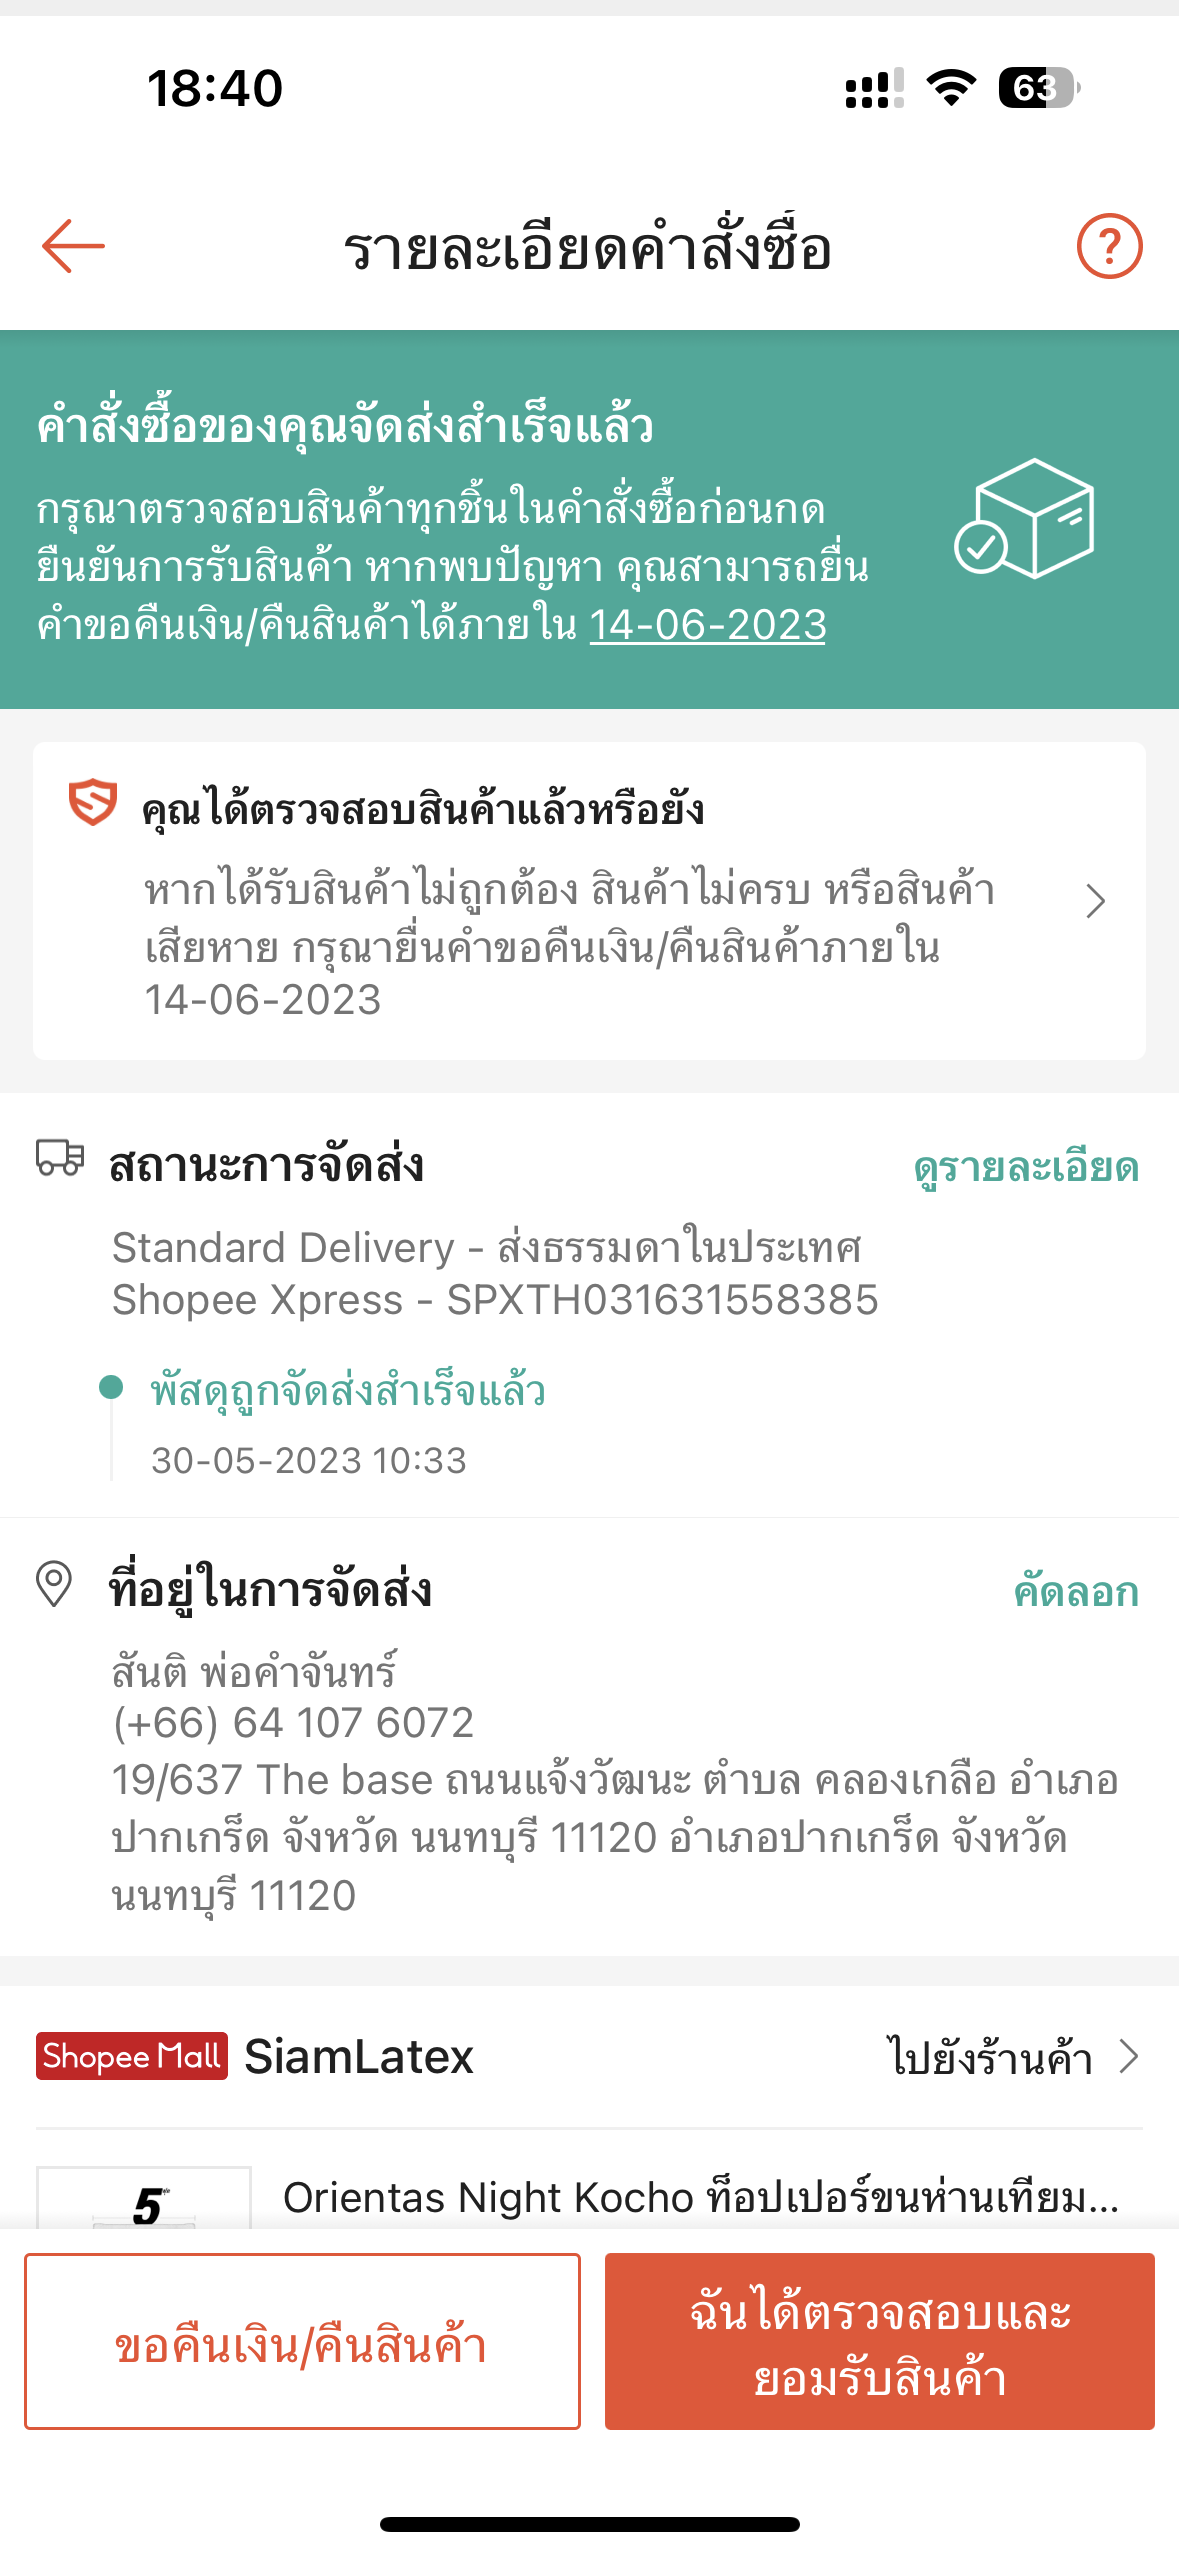 18:40
63
รายละเอียดคำสั่งซื้อ
?
คำสั่งซื้อของคุณจัดส่งสำเร็จแล้ว
กรุณาตรวจสอบสินค้าทุกชิ้นในคำสั่งซื้อก่อนกด
ยืนยันการรับสินค้า หากพบปัญหา คุณสามารถยื่น
คำขอคืนเงิน/คืนสินค้าได้ภายใน 14-06-2023
คุณได้ตรวจสอบสินค้าแล้วหรือยัง
หากได้รับสินค้าไม่ถูกต้อง สินค้าไม่ครบ หรือสินค้า
เสียหาย กรุณายื่นคำขอคืนเงิน/คืนสินค้าภายใน
14-06-2023
สถานะการจัดส่ง ดูรายละเอียด
Standard Delivery - ส่งธรรมดาในประเทศ
Shopee Xpress - SPXTH031631558385
พัสดุถูกจัดส่งสำเร็จแล้ว
30-05-2023 10:33
ที่อยู่ในการจัดส่ง คัดลอก
สันติ พ่อคำจันทร์
(+66) 64 107 6072
19/637 The base ถนนแจ้งวัฒนะ ตำบล คลองเกลือ อำเภอ
ปากเกร็ด จังหวัด นนทบุรี 11120 อำเภอปากเกร็ด จังหวัด
นนทบุรี 11120
Shopee Mall SiamLatex ไปยังร้านค้า
5
Orientas Night Kocho ท็อปเปอร์ขนห่านเทียม...
ขอคืนเงิน/คืนสินค้า
ฉันได้ตรวจสอบและ
ยอมรับสินค้า